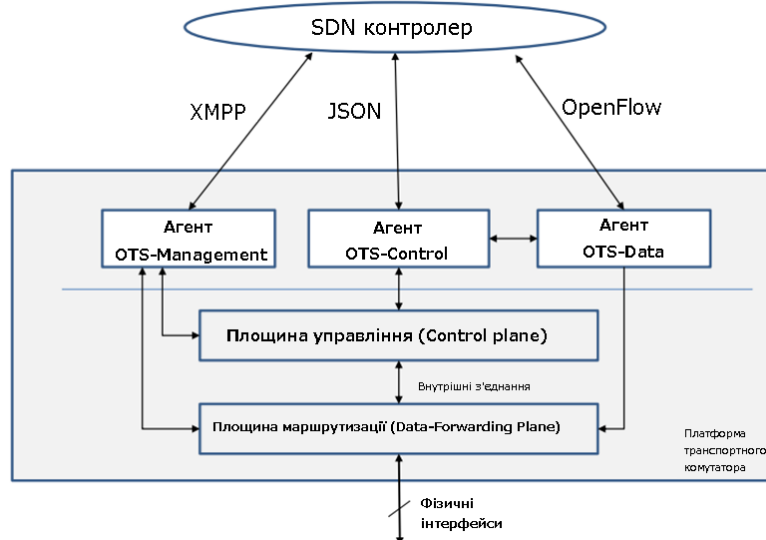 SDN контролер
XMPP
JSON
OpenFlow
Агент
OTS-Management
Агент
OTS-Control
Агент
OTS-Data
Площина управління (Control plane)
Внутрішні з'єднання
Площина маршрутизації (Data-Forwarding Plane)
Платформа
транспортного
комутатора
Фізичні
інтерфейси